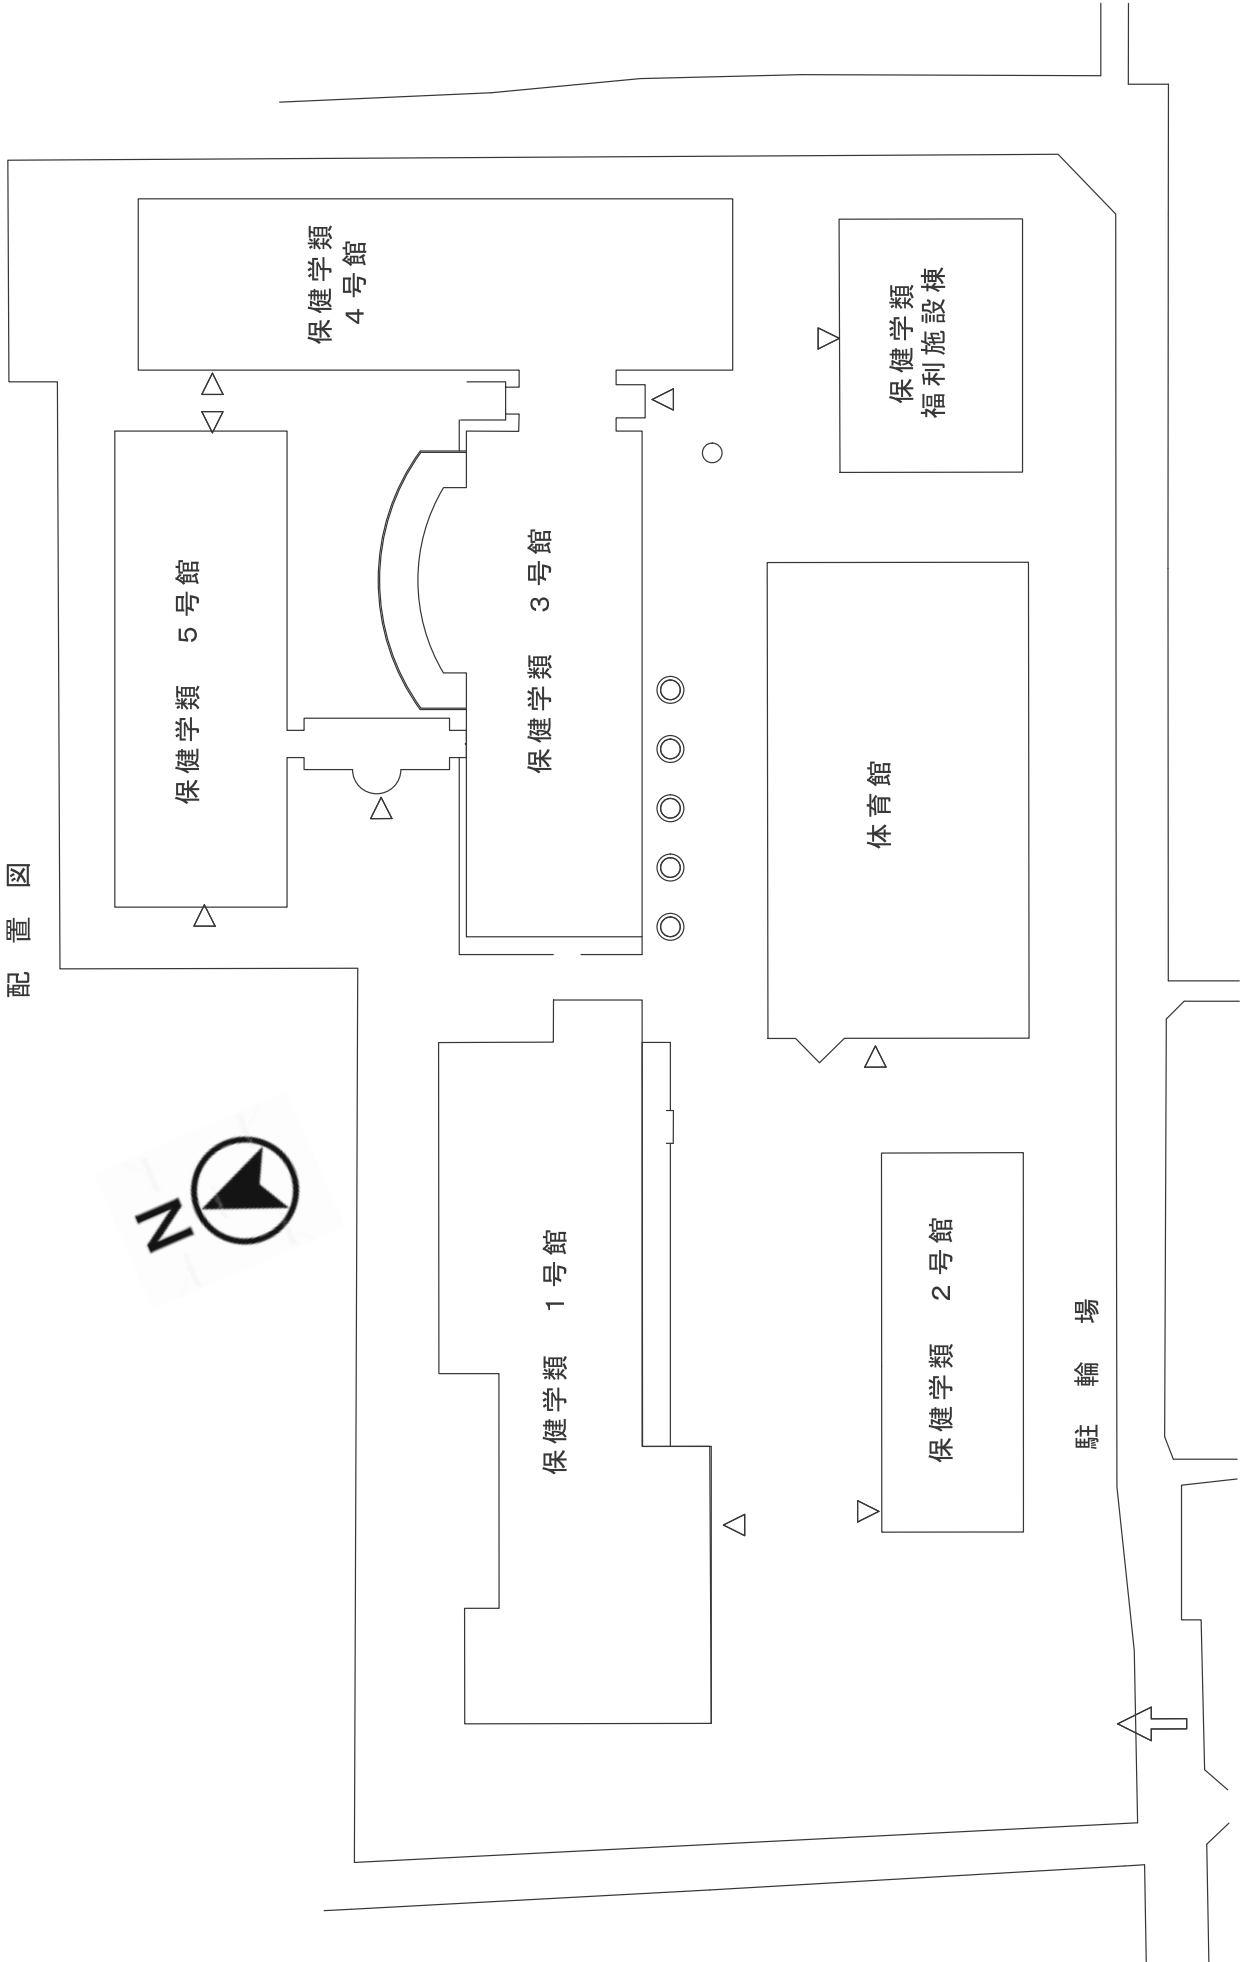 配置図
N
保健学類
4号館
保健学類
福利施設棟
保健学類 5号館
保健学類 3号館
体育館
保健学類 1号館
保健学類 2号館
駐輪場